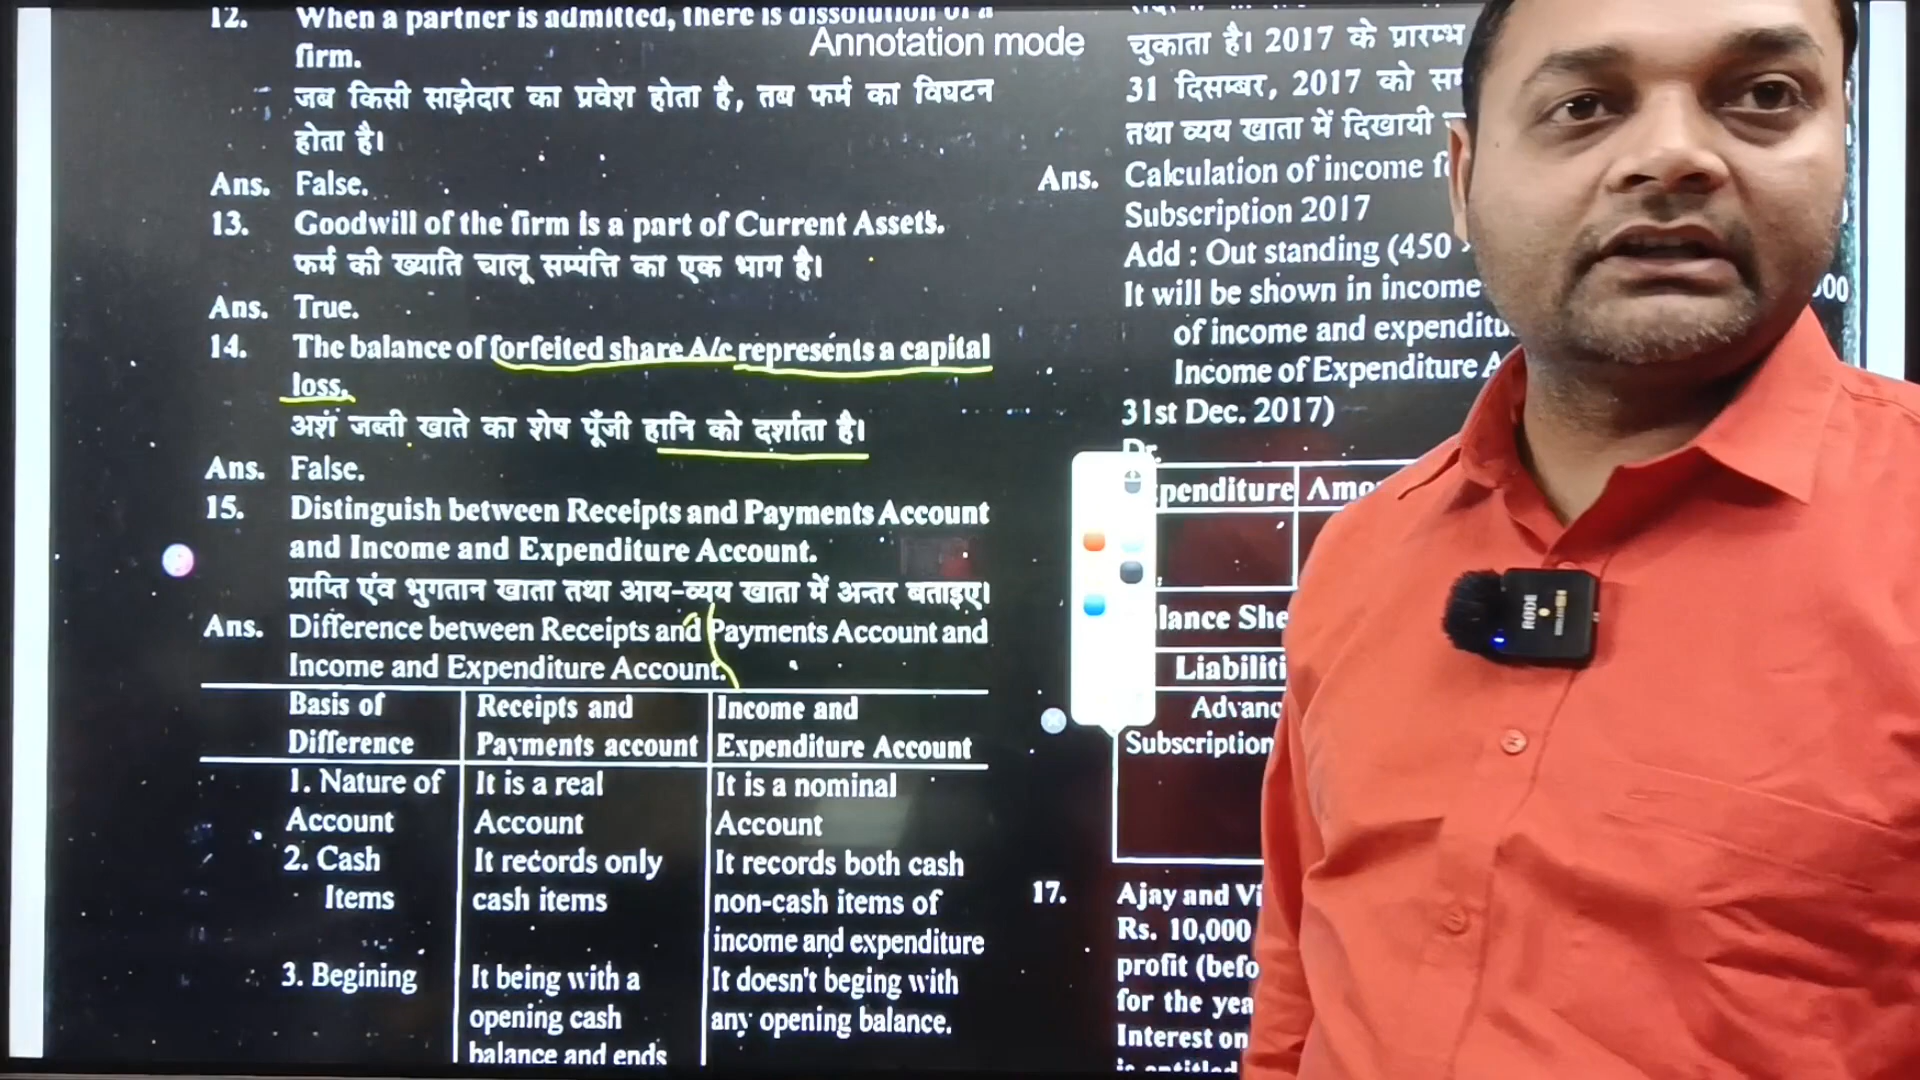 12. When a partner is admitted, there is dissolution of a
firm.
जब किसी साझेदार का प्रवेश होता है, तब फर्म का विघटन
होता है।
Ans. False.
13. Goodwill of the firm is a part of Current Assets.
फर्म की ख्याति चालू सम्पत्ति का एक भाग है।
Ans. True.
14. The balance of forfeited share A/c represents a capital
loss.
अशं जब्ती खाते का शेष पूँजी हानि को दर्शाता है।
Ans. False.
15. Distinguish between Receipts and Payments Account
and Income and Expenditure Account.
प्राप्ति एंव भुगतान खाता तथा आय-व्यय खाता में अन्तर बताइए।
Ans. Difference between Receipts and Payments Account and
Income and Expenditure Account.
Basis of Difference
Receipts and Payments account
Income and Expenditure Account
1. Nature of Account
It is a real Account
It is a nominal Account
2. Cash Items
It records only cash items
It records both cash non-cash items of income and expenditure
3. Begining
It being with a opening cash balance and ends
It doesn't beging with any opening balance.
Annotation mode
चुकाता है। 2017 के प्रारम्भ
31 दिसम्बर, 2017 को
तथा व्यय खाता में दिखायी
Ans. Calculation of income
Subscription 2017
Add : Out standing (450
It will be shown in income
of income and
Income of Expenditure
31st Dec. 2017)
Dr.
penditure
lance She
Liabiliti
Advanc
Subscription
17. Ajay and Vi
Rs. 10,000
profit (befo
for the yea
Interest on
RODE